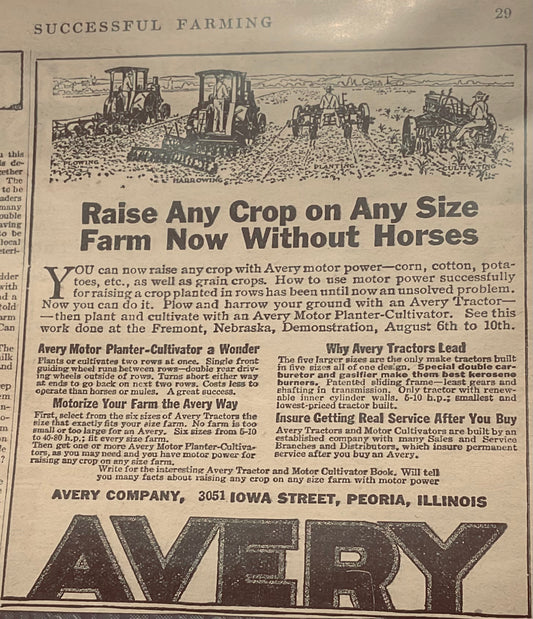 SUCCESSFUL FARMING
29
PLOWING
HARROWING
PLANTING
CULTIVATING
Raise Any Crop on Any Size
Farm Now Without Horses
YOU can now raise any crop with Avery motor power—corn, cotton, pota-
toes, etc., as well as grain crops. How to use motor power successfully
for raising a crop planted in rows has been until now an unsolved problem.
Now you can do it. Plow and harrow your ground with an Avery Tractor—
—then plant and cultivate with an Avery Motor Planter-Cultivator. See this
work done at the Fremont, Nebraska, Demonstration, August 6th to 10th.
Avery Motor Planter-Cultivator a Wonder
Plants or cultivates two rows at once. Single front
guiding wheel runs between rows—double rear driv-
ing wheels outside of rows. Turns short either way
at ends to go back on next two rows. Costs less to
operate than horses or mules. A great success.
Motorize Your Farm the Avery Way
First, select from the six sizes of Avery Tractors the
size that exactly fits your size farm. No farm is too
small or too large for an Avery. Six sizes from 5-10
to 40-80 h.p.; fit every size farm.
Then get one or more Avery Motor Planter-Cultiva-
tors, as you may need and you have motor power for
raising any crop on any size farm.
Why Avery Tractors Lead
The five larger sizes are the only make tractors built
in five sizes all of one design. Special double car-
buretor and gasifier make them best kerosene
burners. Patented sliding frame—least gears and
shafting in transmission. Only tractor with renew-
able inner cylinder walls. 5-10 h.p.; smallest and
lowest-priced tractor built.
Insure Getting Real Service After You Buy
Avery Tractors and Motor Cultivators are built by an
established company with many Sales and Service
Branches and Distributors, which insure permanent
service after you buy an Avery.
Write for the interesting Avery Tractor and Motor Cultivator Book. Will tell
you many facts about raising any crop on any size farm with motor power
AVERY COMPANY, 3051 IOWA STREET, PEORIA, ILLINOIS
AVERY